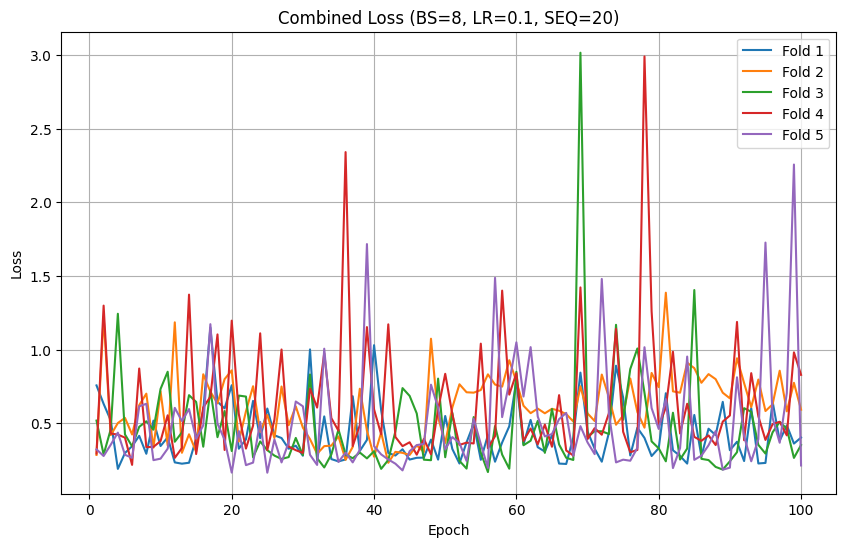 Combined Loss (BS=8, LR=0.1, SEQ=20)
Loss
3.0
2.5
2.0
1.5
1.0
0.5
0
20
40
60
80
100
Epoch
Fold 1
Fold 2
Fold 3
Fold 4
Fold 5